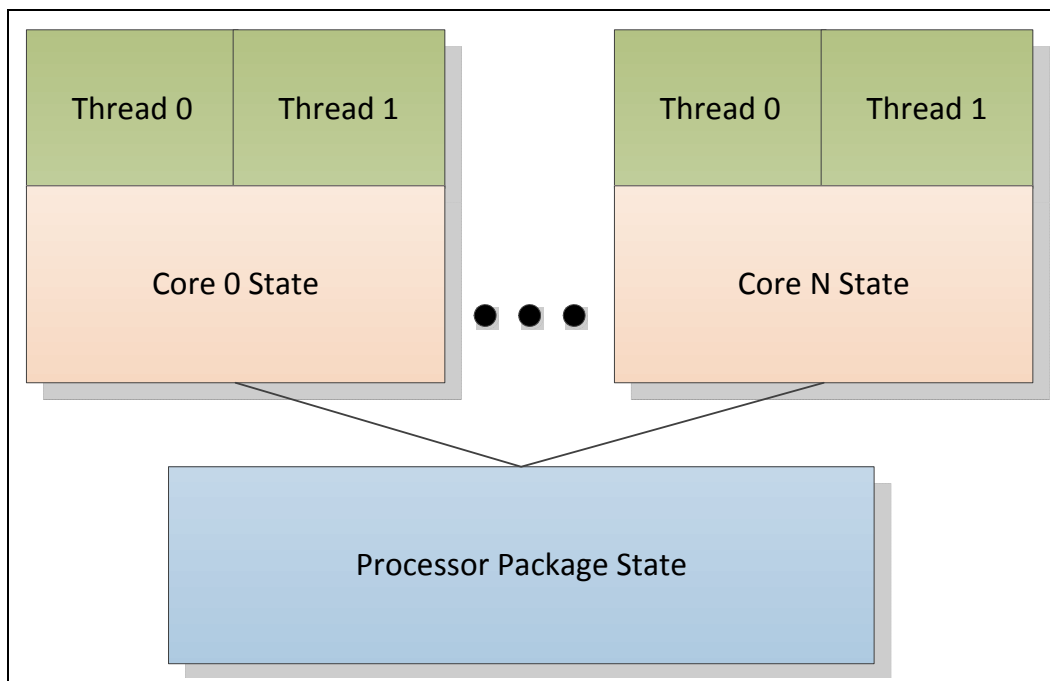 Thread 0
Thread 1
Thread 0
Thread 1
Core 0 State
Core N State
Processor Package State